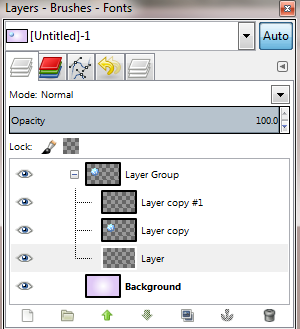 Layers - Brushes - Fonts
[Untitled]-1
Auto
Mode: Normal
Opacity 100.0
Lock:
Layer Group
Layer copy #1
Layer copy
Layer
Background